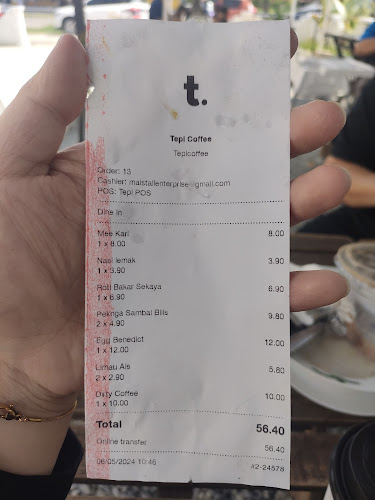 t.
Tepi Coffee
Tepicoffee
Order: 13
Cashier: maistallenterprise@gmail.com
POS: Tepi POS
Dine in
Mee Kari 8.00
1 x 8.00
Nasi lemak 3.90
1 x 3.90
Roti Bakar Sekaya 6.90
1 x 6.90
Peknga Sambal Bilis 9.80
2 x 4.90
Egg Benedict 12.00
1 x 12.00
Limau Ais 5.80
2 x 2.90
Dirty Coffee 10.00
1 x 10.00
Total 56.40
Online transfer 56.40
06/05/2024 10:46 #2-24578